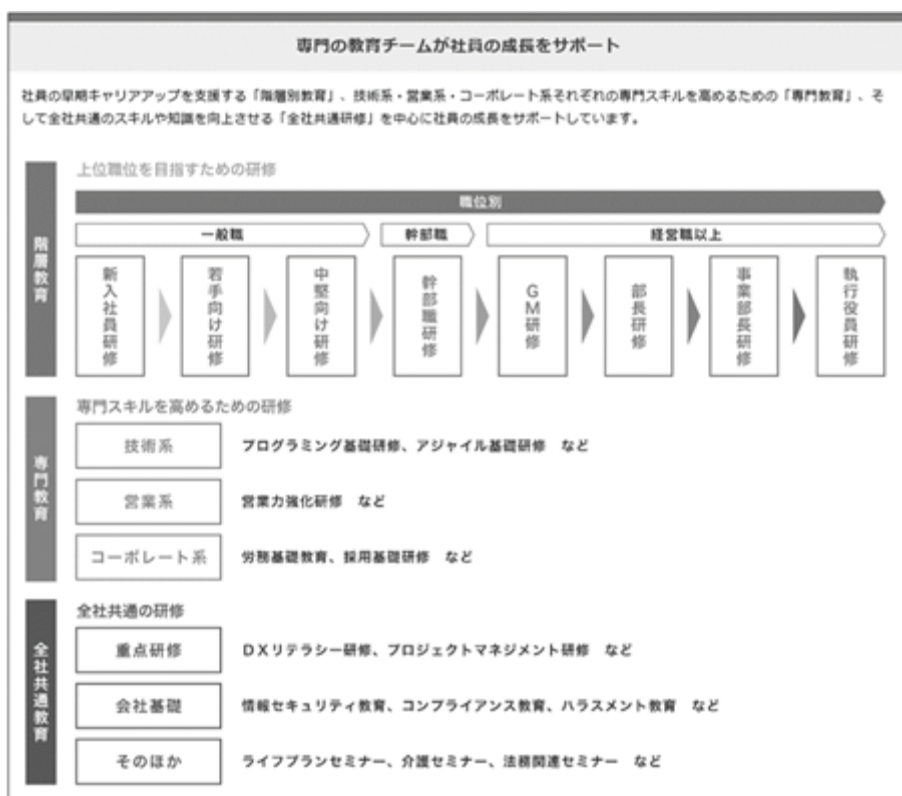 専門の教育チームが社員の成長をサポート
社員の早期キャリアアップを支援する「階層別教育」、技術系・営業系・コーポレート系それぞれの専門スキルを高めるための「専門教育」、そ
して全社共通のスキルや知識を向上させる「全社共通研修」を中心に社員の成長をサポートしています。
階層教育
上位職位を目指すための研修
職位別
一般職
幹部職
経営職以上
新入社員研修
若手向け研修
中堅向け研修
幹部職研修
GM研修
部長研修
事業部長研修
執行役員研修
専門教育
専門スキルを高めるための研修
技術系
プログラミング基礎研修、アジャイル基礎研修 など
営業系
営業力強化研修 など
コーポレート系
労務基礎教育、採用基礎研修 など
全社共通教育
全社共通の研修
重点研修
DXリテラシー研修、プロジェクトマネジメント研修 など
会社基礎
情報セキュリティ教育、コンプライアンス教育、ハラスメント教育 など
そのほか
ライフプランセミナー、介護セミナー、法務関連セミナー など